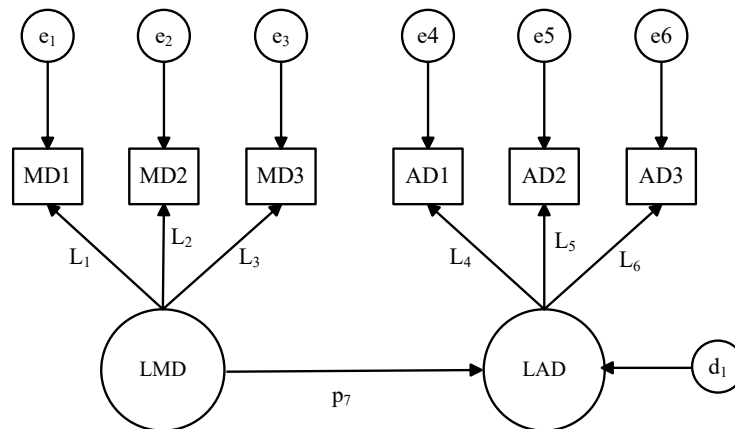 e₁ e₂ e₃ e4 e5 e6
MD1 MD2 MD3 AD1 AD2 AD3
L₁ L₂ L₃ L₄ L₅ L₆
LMD LAD d₁
p₇